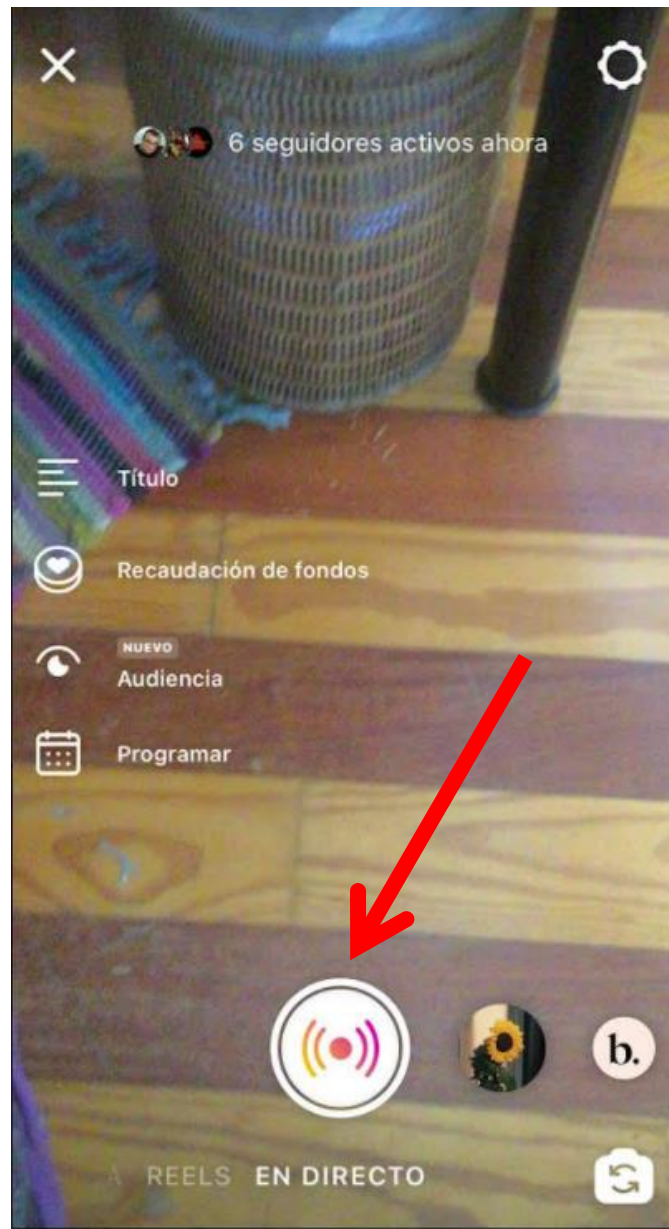 6 seguidores activos ahora
Título
Recaudación de fondos
NUEVO
Audiencia
Programar
b.
A REELS EN DIRECTO